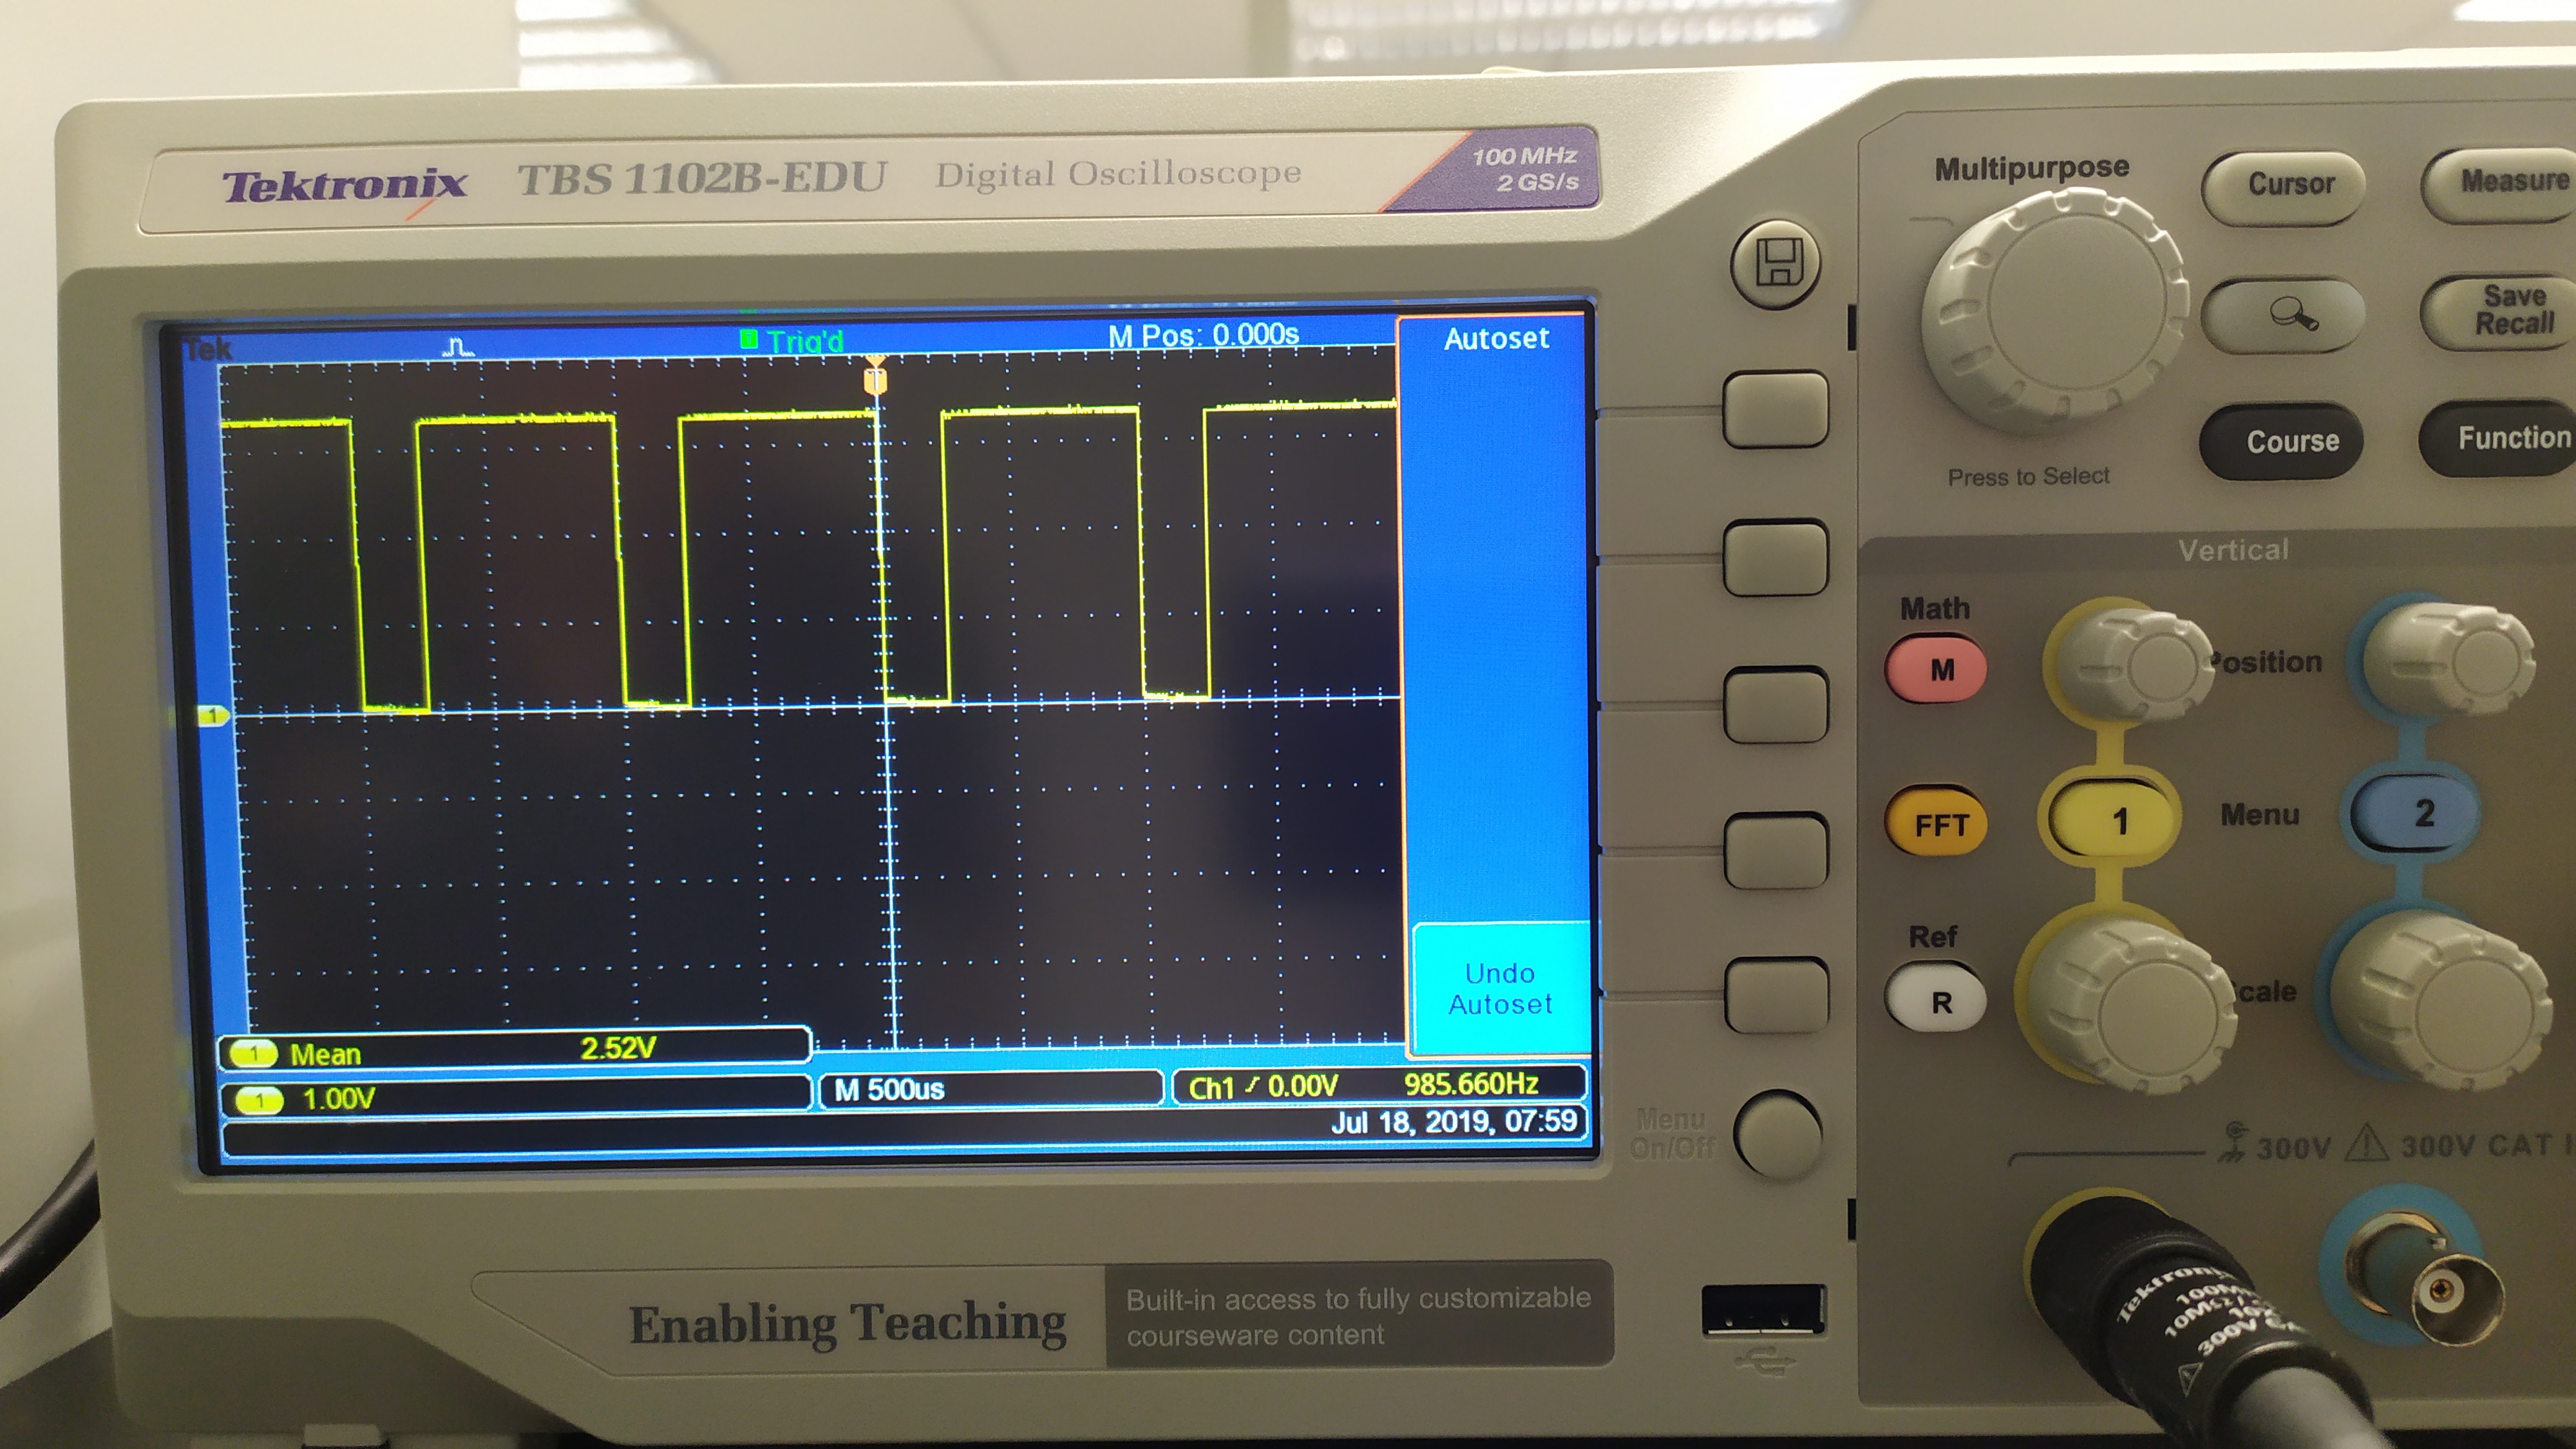 Tektronix TBS 1102B-EDU Digital Oscilloscope
100 MHz
2 GS/s
Tek Trig'd M Pos: 0.000s
Autoset
T
1
Undo
Autoset
1 Mean 2.52V
1 1.00V M 500us Ch1 0.00V 985.660Hz
Jul 18, 2019, 07:59
Enabling Teaching
Built-in access to fully customizable
courseware content
Multipurpose
Press to Select
Cursor
Measure
Save
Recall
Course
Function
Vertical
Math
M
Position
FFT
1
Menu
2
Ref
R
Scale
Menu
On/Off
300V 300V CAT
Tektronix
300V